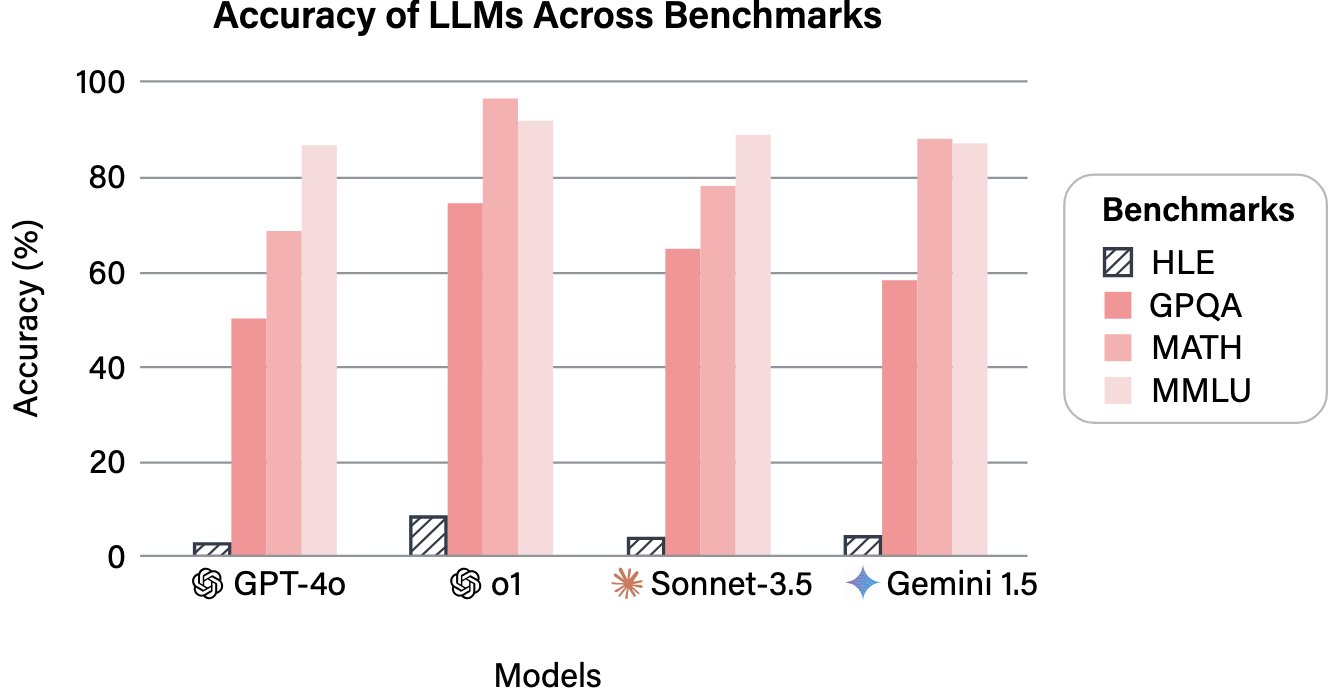 Accuracy of LLMs Across Benchmarks
Accuracy (%)
100
80
60
40
20
0
GPT-4o
o1
Sonnet-3.5
Gemini 1.5
Models
Benchmarks
HLE
GPQA
MATH
MMLU